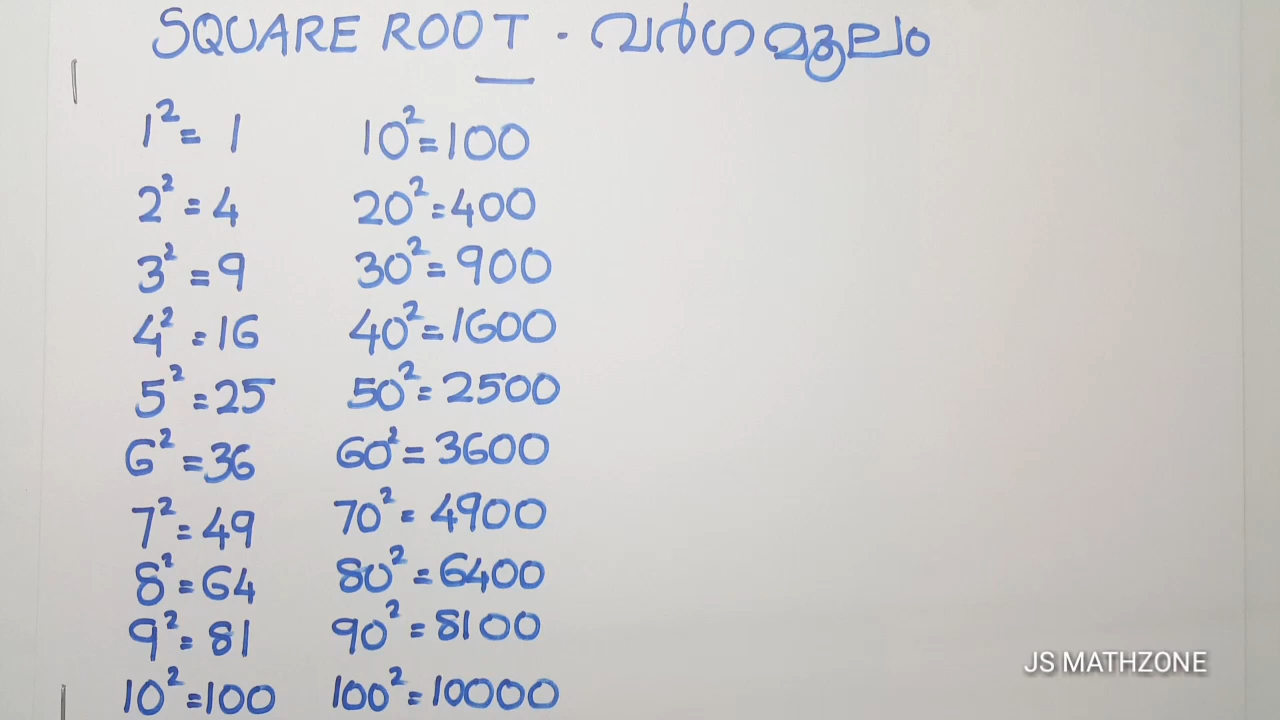 SQUARE ROOT - വർഗമൂലം
1² = 1 10² = 100
2² = 4 20² = 400
3² = 9 30² = 900
4² = 16 40² = 1600
5² = 25 50² = 2500
6² = 36 60² = 3600
7² = 49 70² = 4900
8² = 64 80² = 6400
9² = 81 90² = 8100
10² = 100 100² = 10000
JS MATHZONE